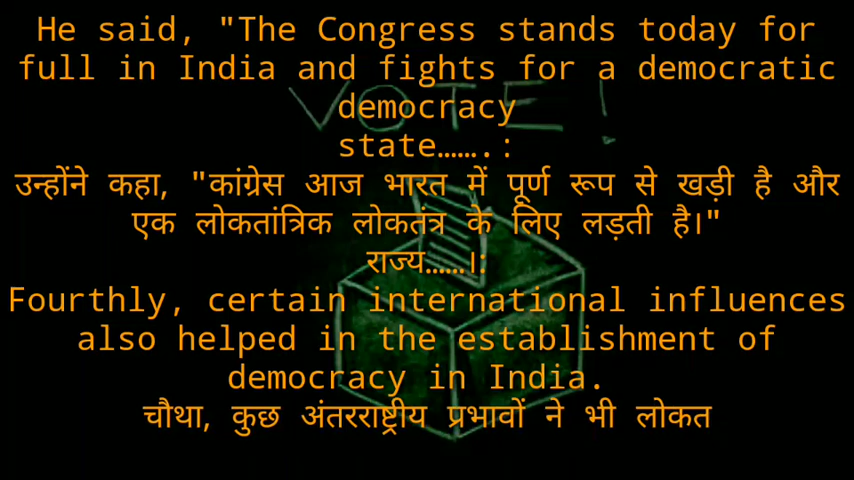 He said, "The Congress stands today for
full in India and fights for a democratic
VOTE!
democracy
state…….:
उन्होंने कहा, "कांग्रेस आज भारत में पूर्ण रूप से खड़ी है और
एक लोकतांत्रिक लोकतंत्र के लिए लड़ती है।"
राज्य……।:
Fourthly, certain international influences
also helped in the establishment of
democracy in India.
चौथा, कुछ अंतरराष्ट्रीय प्रभावों ने भी लोकत